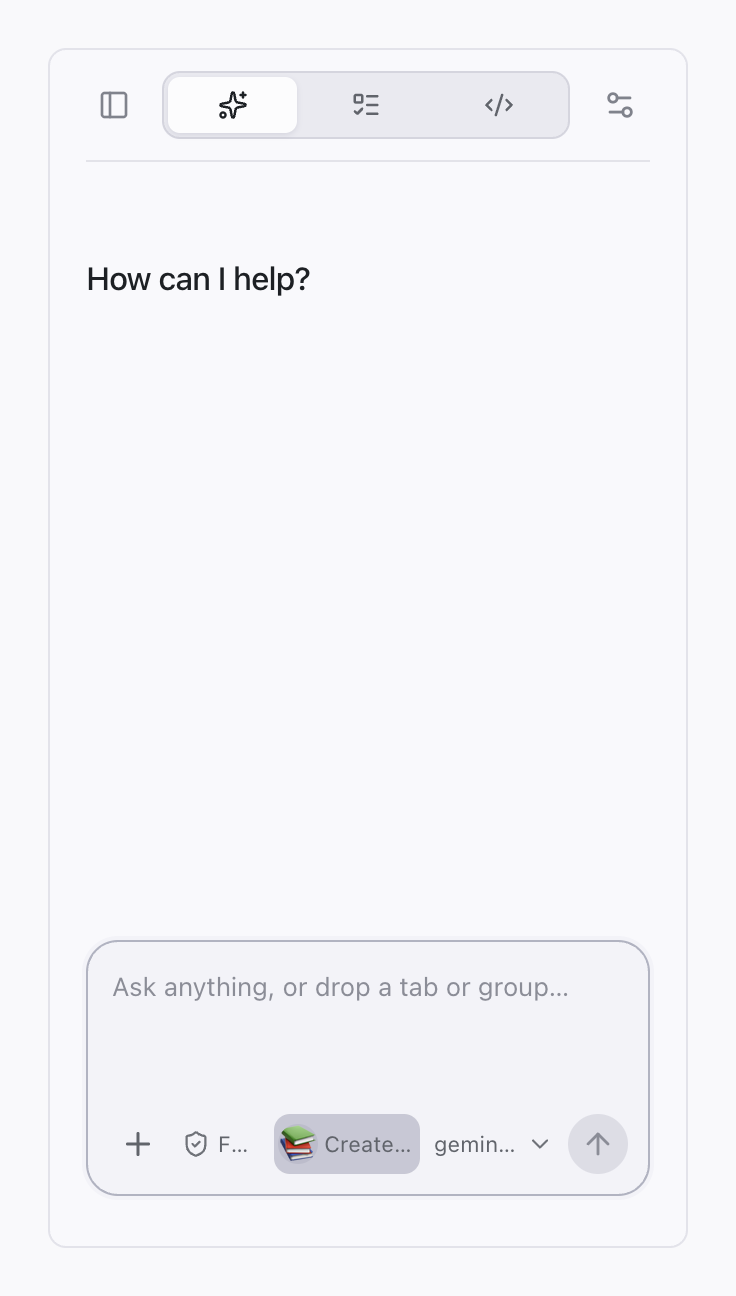 How can I help?
Ask anything, or drop a tab or group...
F... Create... gemin...